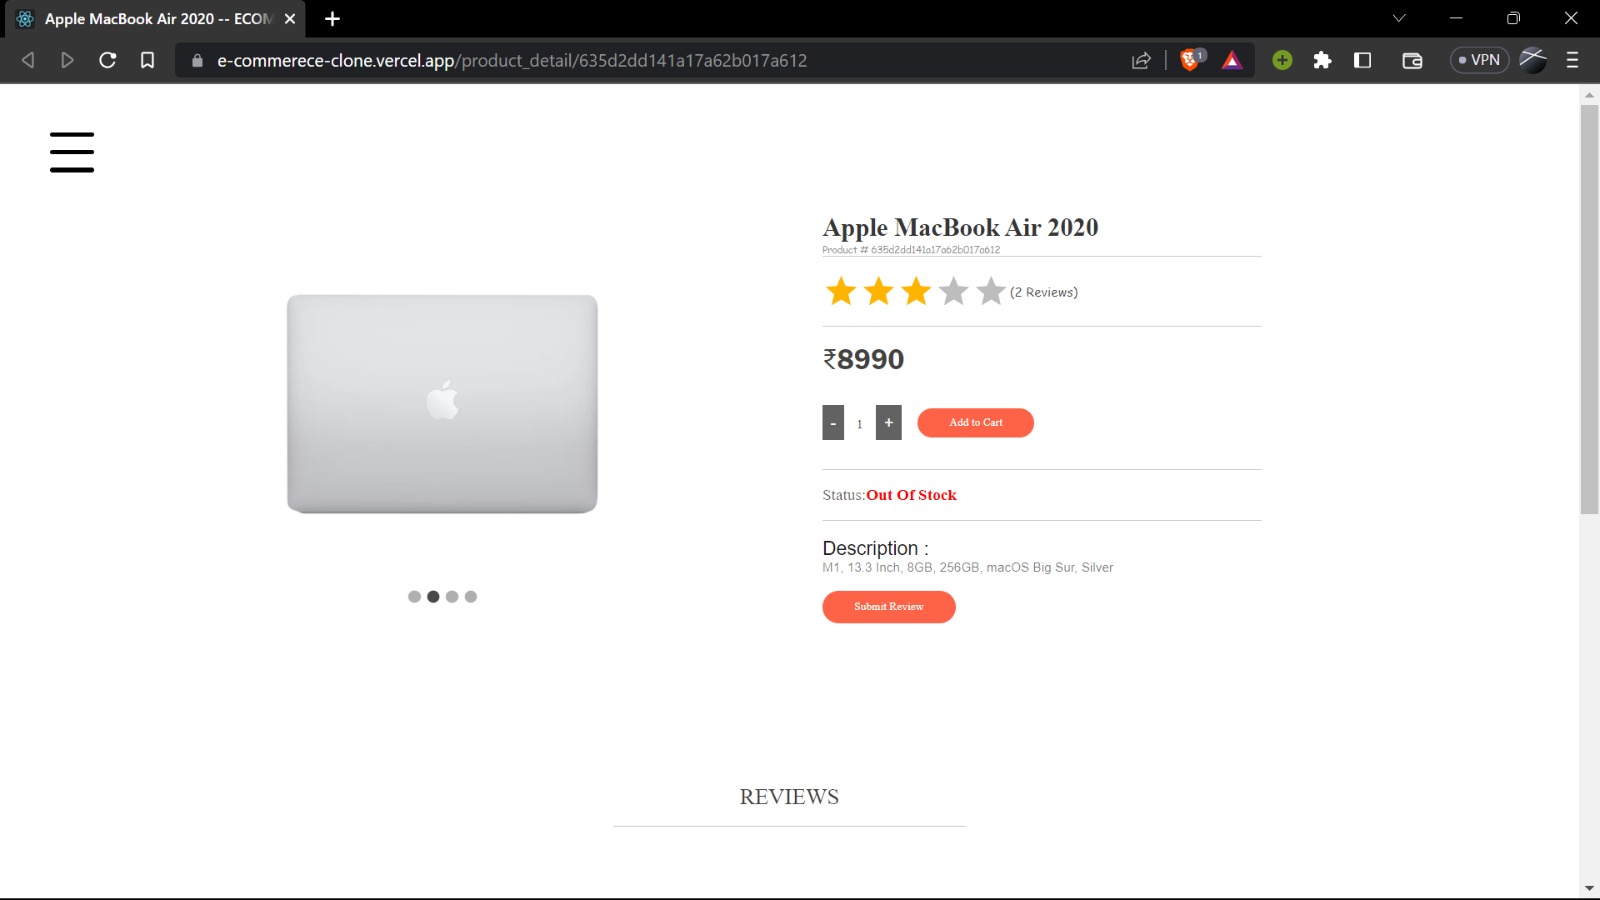 Apple MacBook Air 2020 -- ECOM
e-commerece-clone.vercel.app/product_detail/635d2dd141a17a62b017a612
1
VPN
Apple MacBook Air 2020
Product # 635d2dd141a17a62b017a612
(2 Reviews)
₹8990
- 1 + Add to Cart
Status:Out Of Stock
Description :
M1, 13.3 Inch, 8GB, 256GB, macOS Big Sur, Silver
Submit Review
REVIEWS